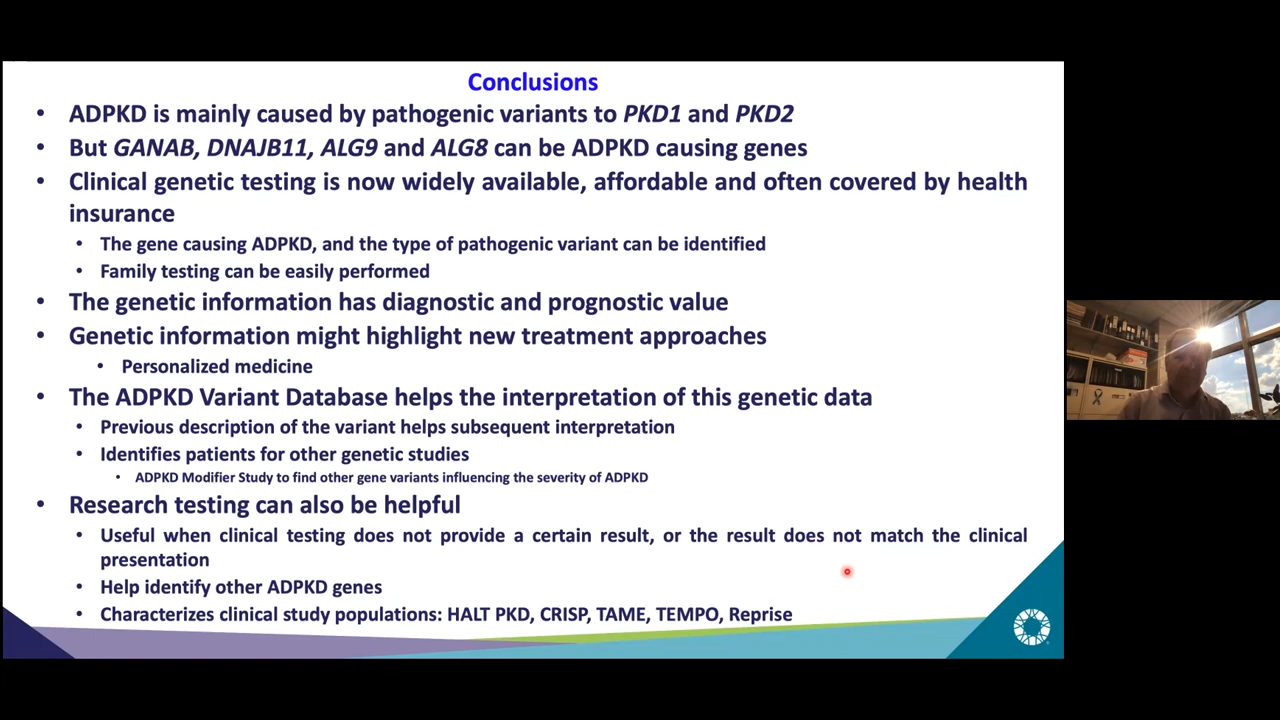 Conclusions
• ADPKD is mainly caused by pathogenic variants to PKD1 and PKD2
• But GANAB, DNAJB11, ALG9 and ALG8 can be ADPKD causing genes
• Clinical genetic testing is now widely available, affordable and often covered by health
insurance
• The gene causing ADPKD, and the type of pathogenic variant can be identified
• Family testing can be easily performed
• The genetic information has diagnostic and prognostic value
• Genetic information might highlight new treatment approaches
• Personalized medicine
• The ADPKD Variant Database helps the interpretation of this genetic data
• Previous description of the variant helps subsequent interpretation
• Identifies patients for other genetic studies
• ADPKD Modifier Study to find other gene variants influencing the severity of ADPKD
• Research testing can also be helpful
• Useful when clinical testing does not provide a certain result, or the result does not match the clinical
presentation
• Help identify other ADPKD genes
• Characterizes clinical study populations: HALT PKD, CRISP, TAME, TEMPO, Reprise